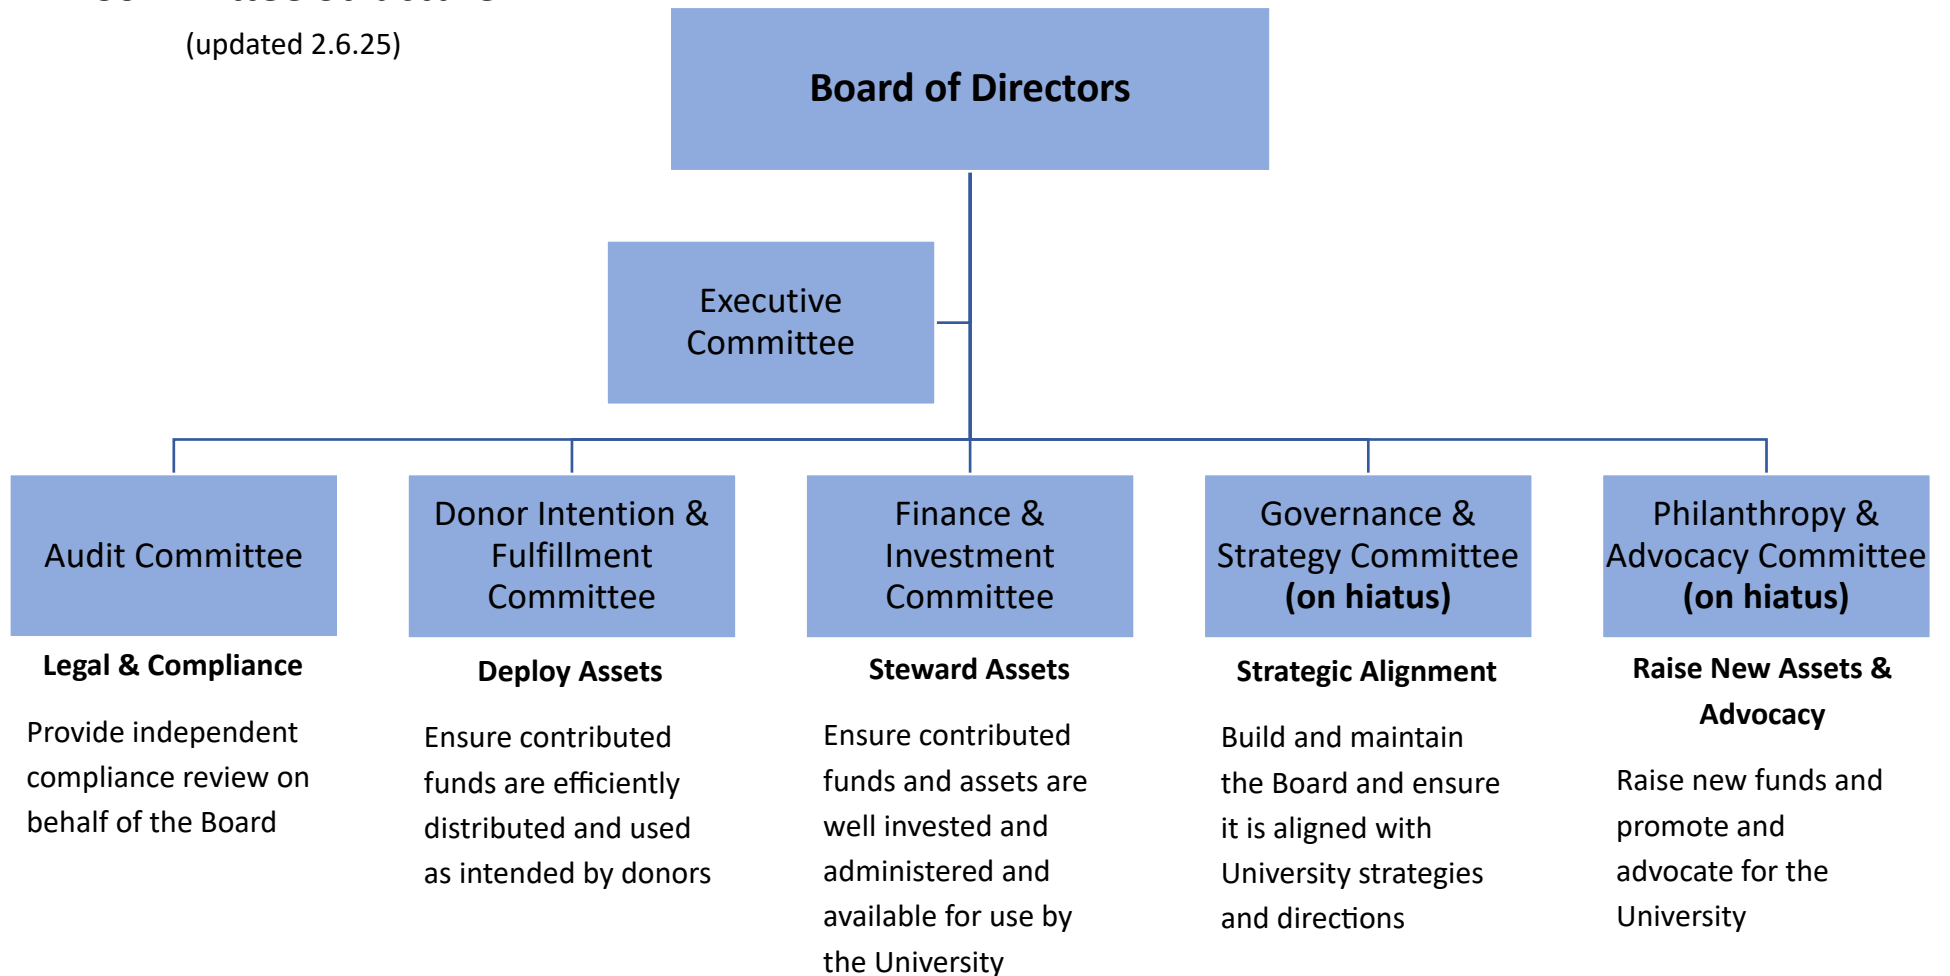 (updated 2.6.25)
Board of Directors
Executive
Committee
Audit Committee
Donor Intention &
Fulfillment
Committee
Finance &
Investment
Committee
Governance &
Strategy Committee
(on hiatus)
Philanthropy &
Advocacy Committee
(on hiatus)
Legal & Compliance
Provide independent
compliance review on
behalf of the Board
Deploy Assets
Ensure contributed
funds are efficiently
distributed and used
as intended by donors
Steward Assets
Ensure contributed
funds and assets are
well invested and
administered and
available for use by
the University
Strategic Alignment
Build and maintain
the Board and ensure
it is aligned with
University strategies
and directions
Raise New Assets &
Advocacy
Raise new funds and
promote and
advocate for the
University